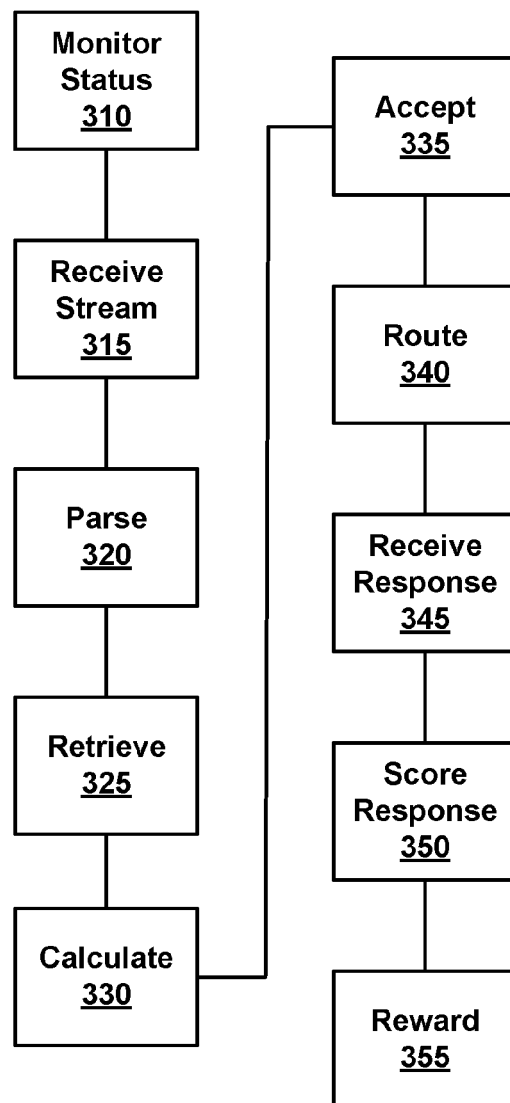 Monitor
Status
310
Receive
Stream
315
Parse
320
Retrieve
325
Calculate
330
Accept
335
Route
340
Receive
Response
345
Score
Response
350
Reward
355